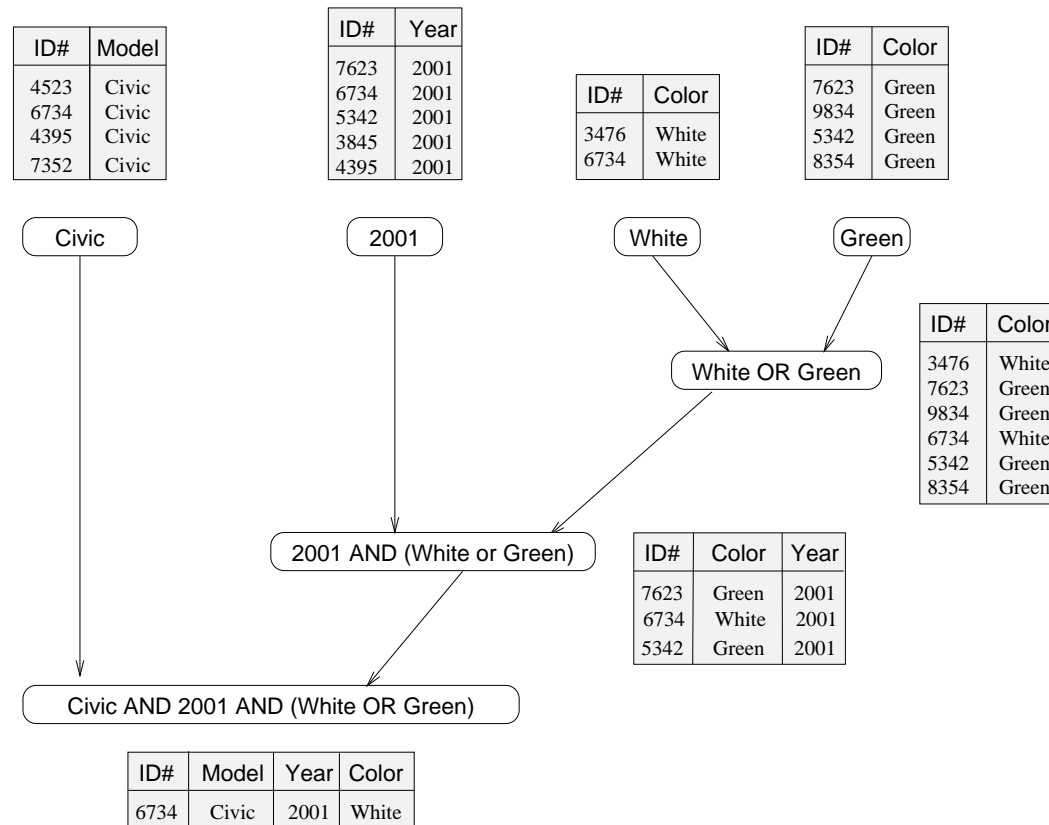 ID# Model
4523 Civic
6734 Civic
4395 Civic
7352 Civic
ID# Year
7623 2001
6734 2001
5342 2001
3845 2001
4395 2001
ID# Color
3476 White
6734 White
ID# Color
7623 Green
9834 Green
5342 Green
8354 Green
Civic
2001
White
Green
White OR Green
ID# Color
3476 White
7623 Green
9834 Green
6734 White
5342 Green
8354 Green
2001 AND (White or Green)
ID# Color Year
7623 Green 2001
6734 White 2001
5342 Green 2001
Civic AND 2001 AND (White OR Green)
ID# Model Year Color
6734 Civic 2001 White